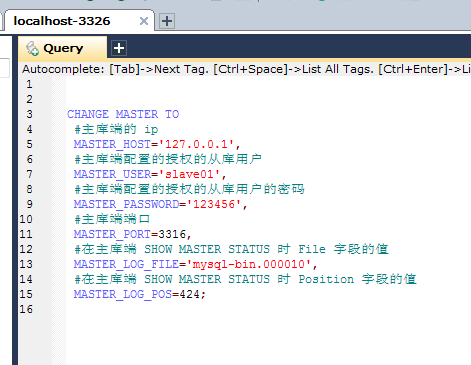 localhost-3326
Query
Autocomplete: [Tab]->Next Tag. [Ctrl+Space]->List All Tags. [Ctrl+Enter]->Li
1
2
3 CHANGE MASTER TO
4 #主库端的 ip
5 MASTER_HOST='127.0.0.1',
6 #主库端配置的授权的从库用户
7 MASTER_USER='slave01',
8 #主库端配置的授权的从库用户的密码
9 MASTER_PASSWORD='123456',
10 #主库端端口
11 MASTER_PORT=3316,
12 #在主库端 SHOW MASTER STATUS 时 File 字段的值
13 MASTER_LOG_FILE='mysql-bin.000010',
14 #在主库端 SHOW MASTER STATUS 时 Position 字段的值
15 MASTER_LOG_POS=424;
16